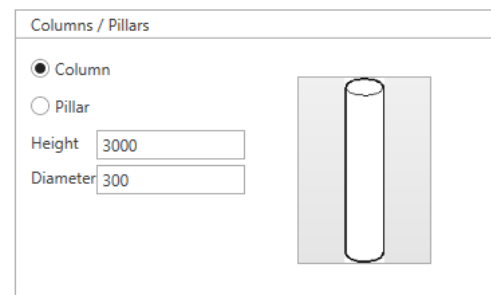 Columns / Pillars
Column
Pillar
Height 3000
Diameter 300